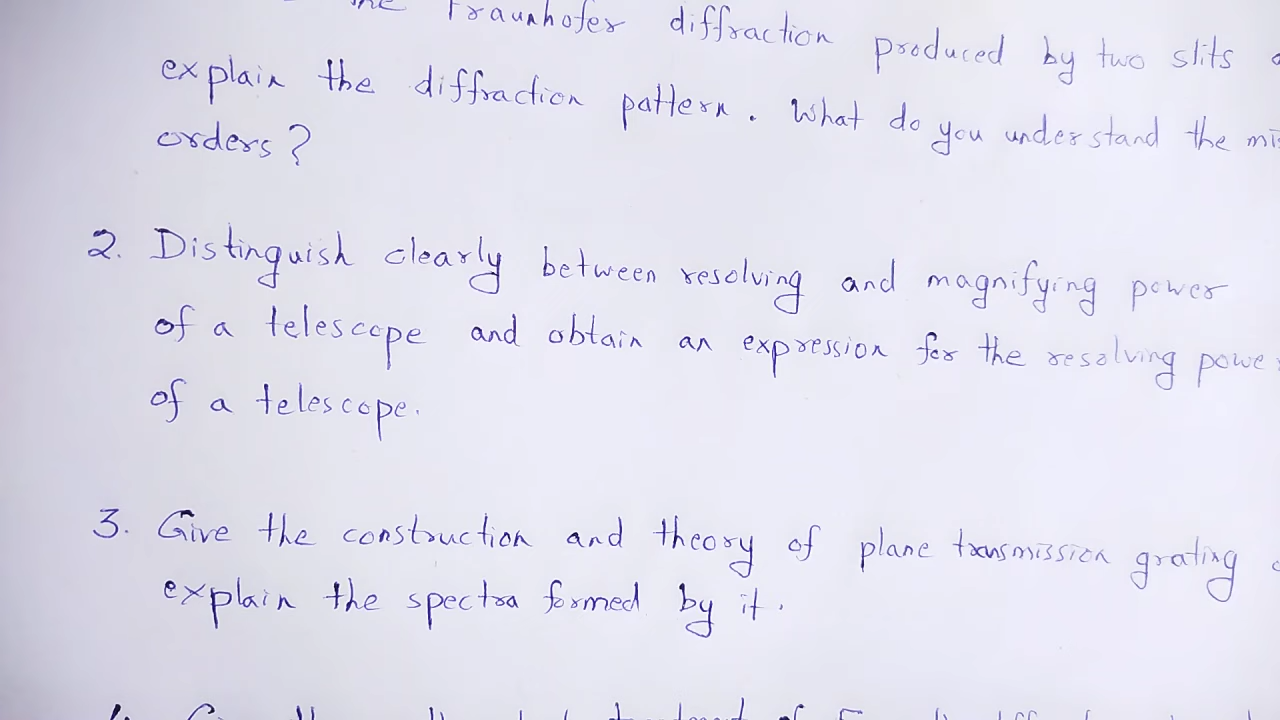 the Fraunhofer diffraction produced by two slits
explain the diffraction pattern. What do you understand the
orders?
2. Distinguish clearly between resolving and magnifying power
of a telescope and obtain an expression for the resolving powe
of a telescope.
3. Give the construction and theory of plane transmission grating
explain the spectra formed by it.